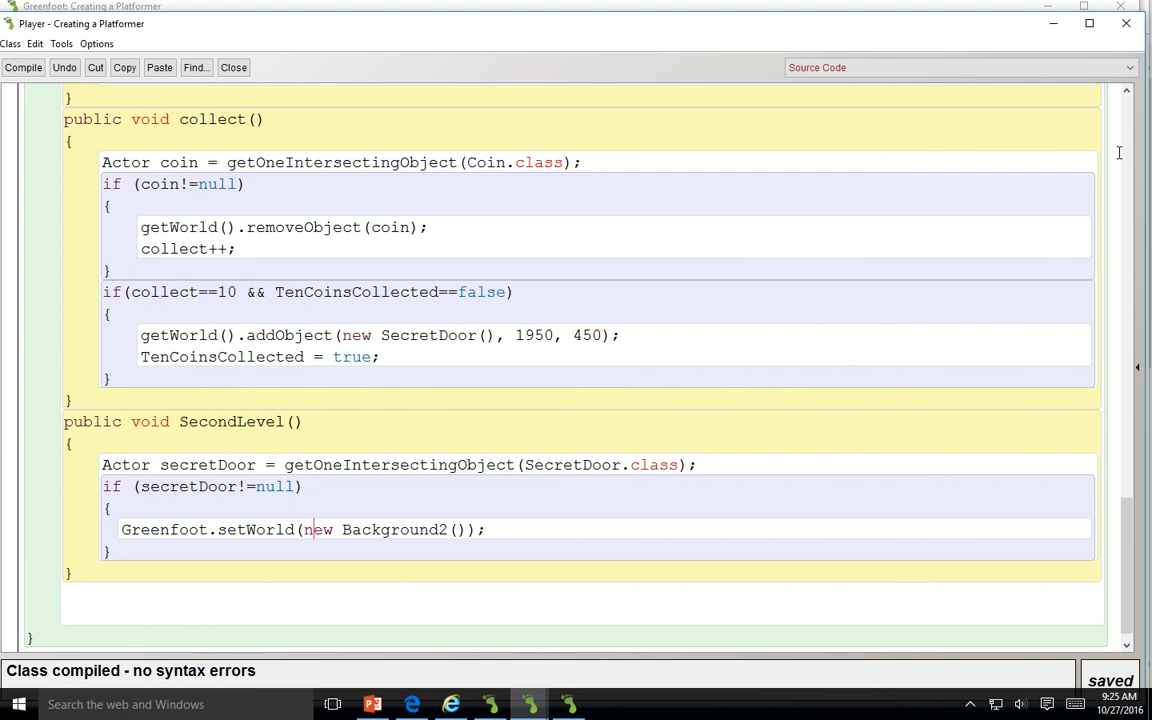 Greenfoot: Creating a Platformer
Player - Creating a Platformer
Class Edit Tools Options
Compile Undo Cut Copy Paste Find... Close Source Code
}
public void collect()
{
Actor coin = getOneIntersectingObject(Coin.class);
if (coin!=null)
{
getWorld().removeObject(coin);
collect++;
}
if(collect==10 && TenCoinsCollected==false)
{
getWorld().addObject(new SecretDoor(), 1950, 450);
TenCoinsCollected = true;
}
}
public void SecondLevel()
{
Actor secretDoor = getOneIntersectingObject(SecretDoor.class);
if (secretDoor!=null)
{
Greenfoot.setWorld(new Background2());
}
}
}
Class compiled - no syntax errors
saved
Search the web and Windows
9:25 AM
10/27/2016